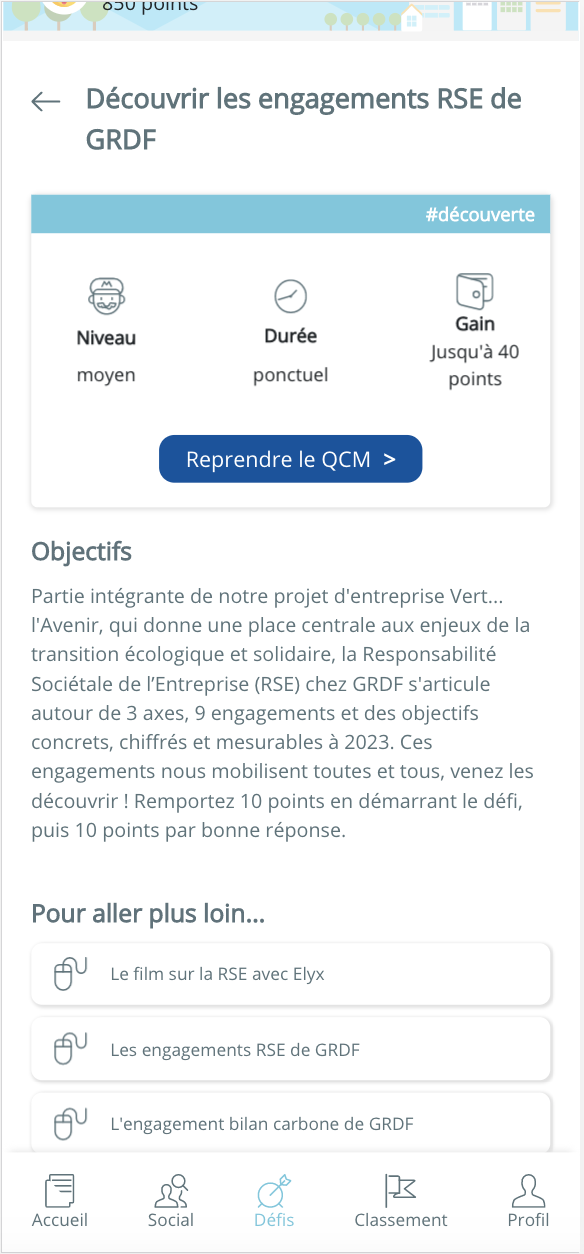 850 points
Découvrir les engagements RSE de
GRDF
#découverte
Niveau
moyen
Durée
ponctuel
Gain
Jusqu'à 40
points
Reprendre le QCM >
Objectifs
Partie intégrante de notre projet d'entreprise Vert...
l'Avenir, qui donne une place centrale aux enjeux de la
transition écologique et solidaire, la Responsabilité
Sociétale de l’Entreprise (RSE) chez GRDF s'articule
autour de 3 axes, 9 engagements et des objectifs
concrets, chiffrés et mesurables à 2023. Ces
engagements nous mobilisent toutes et tous, venez les
découvrir ! Remportez 10 points en démarrant le défi,
puis 10 points par bonne réponse.
Pour aller plus loin...
Le film sur la RSE avec Elyx
Les engagements RSE de GRDF
L'engagement bilan carbone de GRDF
Accueil
Social
Défis
Classement
Profil